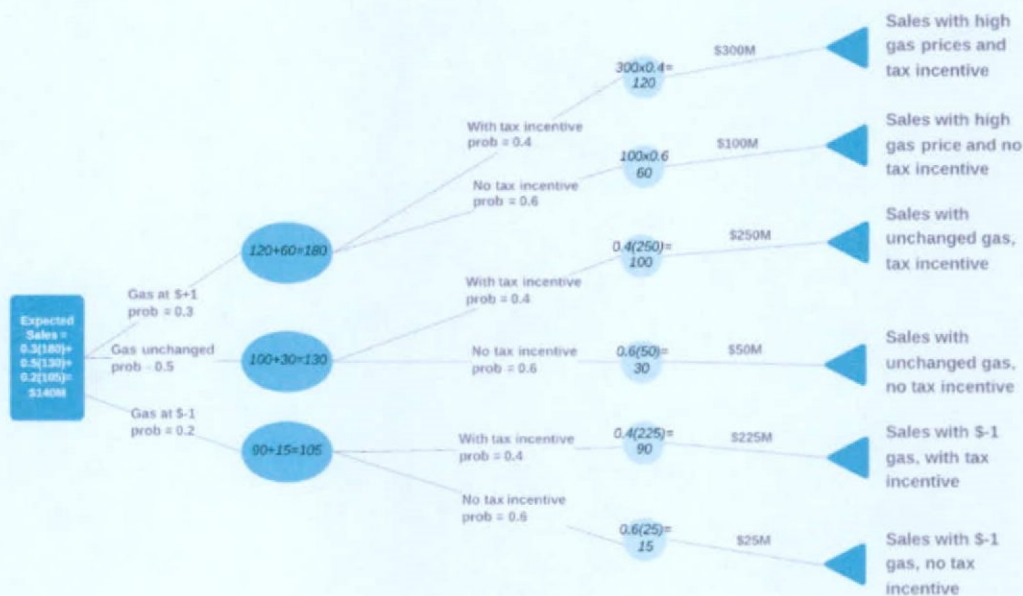 $300M
Sales with high
gas prices and
tax incentive
300x0.4=
120
With tax incentive
prob = 0.4
$100M
Sales with high
gas price and no
tax incentive
100x0.6
60
No tax incentive
prob = 0.6
120+60=180
$250M
Sales with
unchanged gas,
tax incentive
0.4(250)=
100
With tax incentive
prob = 0.4
Gas at $+1
prob = 0.3
Expected
Sales =
0.3(180)+
0.5(130)+
0.2(105)=
$140M
Gas unchanged
prob - 0.5
100+30=130
No tax incentive
prob = 0.6
0.6(50)=
30
$50M
Sales with
unchanged gas,
no tax incentive
Gas at $-1
prob = 0.2
90+15=105
With tax incentive
prob = 0.4
0.4(225)=
90
$225M
Sales with $-1
gas, with tax
incentive
No tax incentive
prob = 0.6
0.6(25)=
15
$25M
Sales with $-1
gas, no tax
incentive